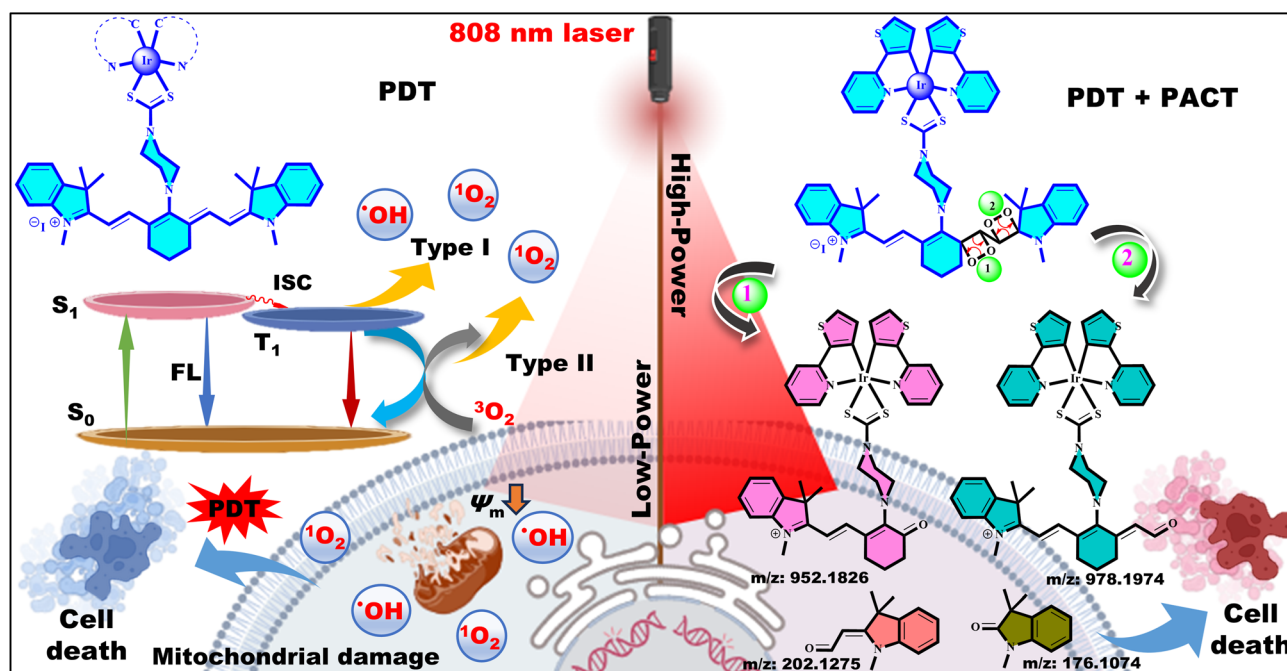 808 nm laser
PDT
PDT + PACT
C
C
Ir
N
N
S
S
N
N
⊖I
N
⊕
N
S
S
N
Ir
N
S
S
N
N
⊖I
N
⊕
O
O
2
O
O
1
N
•OH
¹O₂
Type I
¹O₂
ISC
S₁
T₁
FL
S₀
Type II
³O₂
High-Power
Low-Power
1
2
S
S
N
Ir
N
S
S
N
N
N
⊕
O
m/z: 952.1826
S
S
N
Ir
N
S
S
N
N
N
⊕
O
m/z: 978.1974
O
N
m/z: 202.1275
O
N
m/z: 176.1074
PDT
¹O₂
Ψm
•OH
•OH
¹O₂
Cell
death
Mitochondrial damage
Cell
death